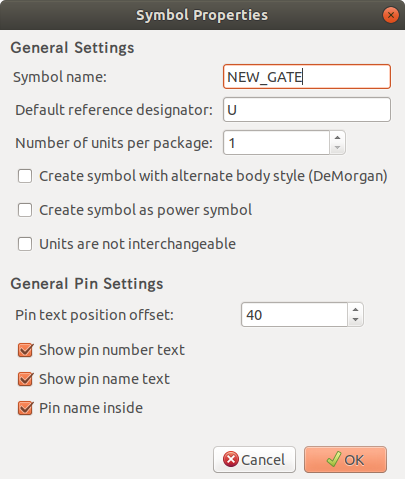 Symbol Properties
General Settings
Symbol name: NEW_GATE
Default reference designator: U
Number of units per package: 1
Create symbol with alternate body style (DeMorgan)
Create symbol as power symbol
Units are not interchangeable
General Pin Settings
Pin text position offset: 40
Show pin number text
Show pin name text
Pin name inside
Cancel OK